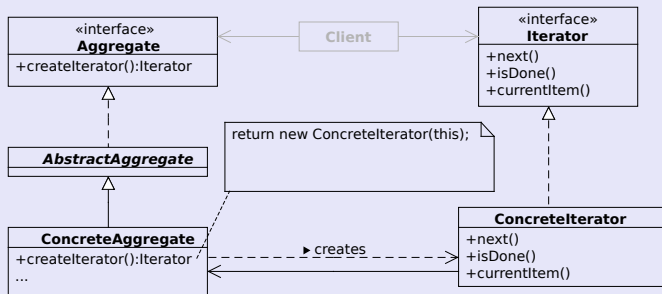 «interface»
Aggregate
+createIterator():Iterator
Client
«interface»
Iterator
+next()
+isDone()
+currentItem()
AbstractAggregate
return new ConcreteIterator(this);
ConcreteAggregate
+createIterator():Iterator
...
creates
ConcreteIterator
+next()
+isDone()
+currentItem()